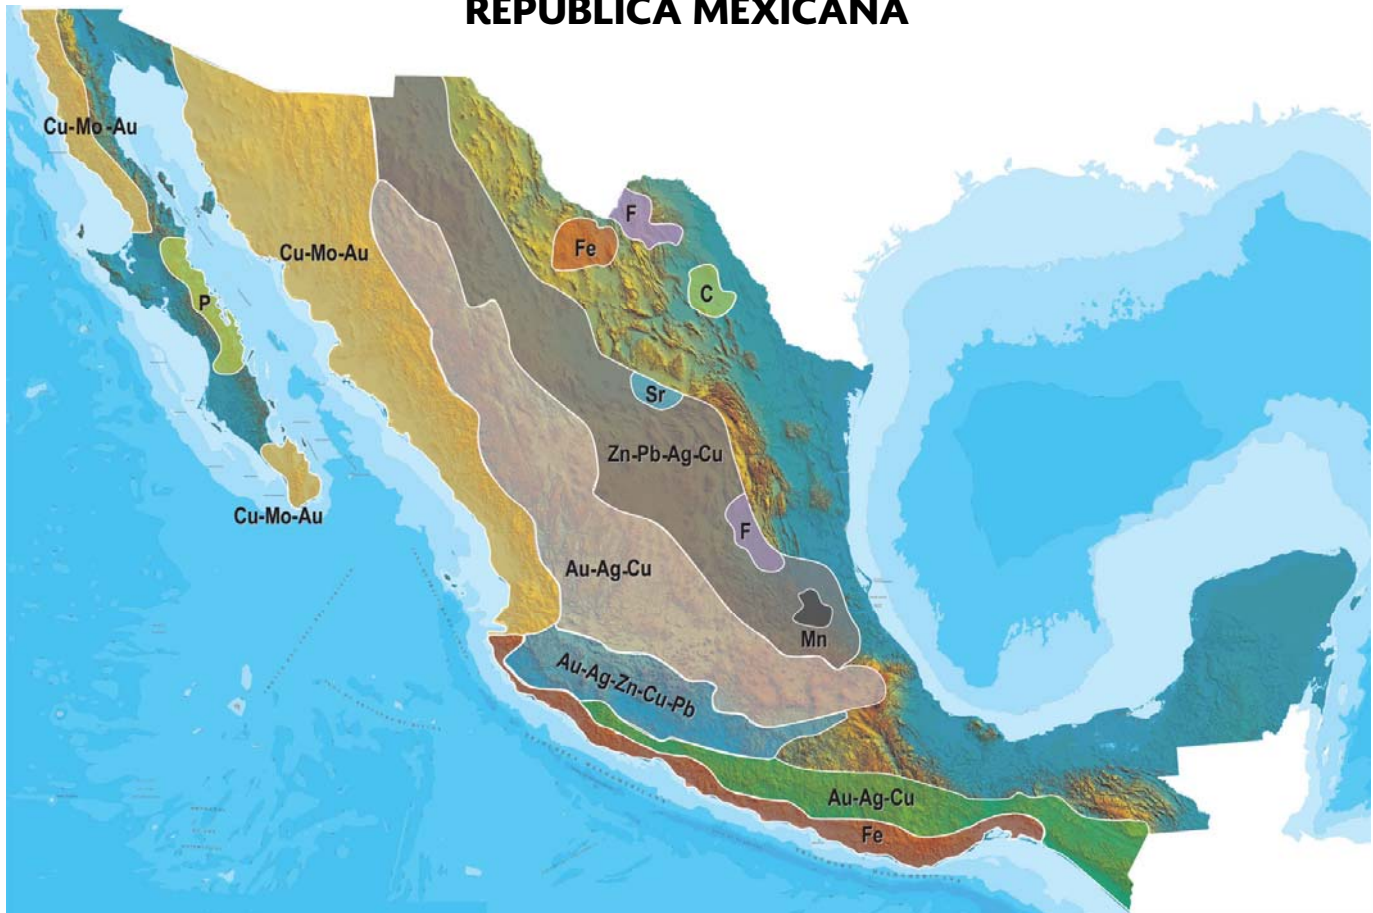 REPÚBLICA MEXICANA
Cu-Mo-Au
F
Fe
Cu-Mo-Au
C
P
Sr
Zn-Pb-Ag-Cu
Cu-Mo-Au
F
Au-Ag-Cu
Mn
Au-Ag-Zn-Cu-Pb
Au-Ag-Cu
Fe